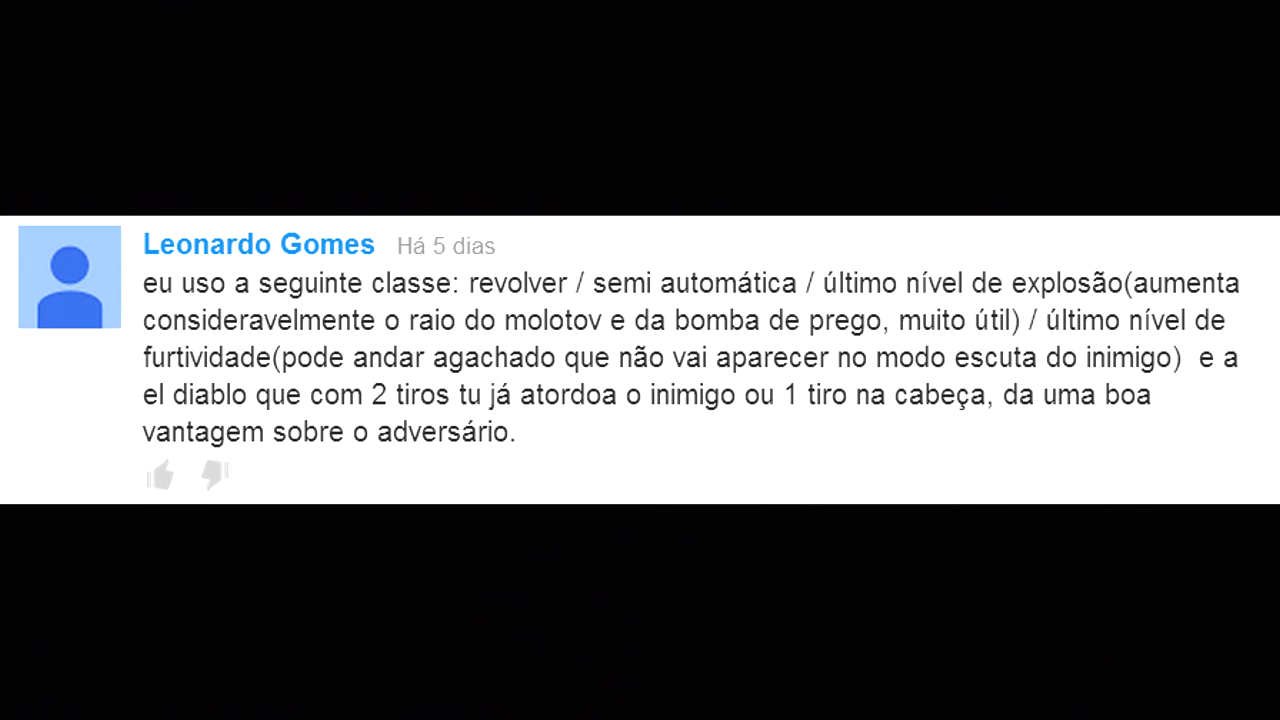 Leonardo Gomes Há 5 dias
eu uso a seguinte classe: revolver / semi automática / último nível de explosão(aumenta
consideravelmente o raio do molotov e da bomba de prego, muito útil) / último nível de
furtividade(pode andar agachado que não vai aparecer no modo escuta do inimigo)  e a
el diablo que com 2 tiros tu já atordoa o inimigo ou 1 tiro na cabeça, da uma boa
vantagem sobre o adversário.